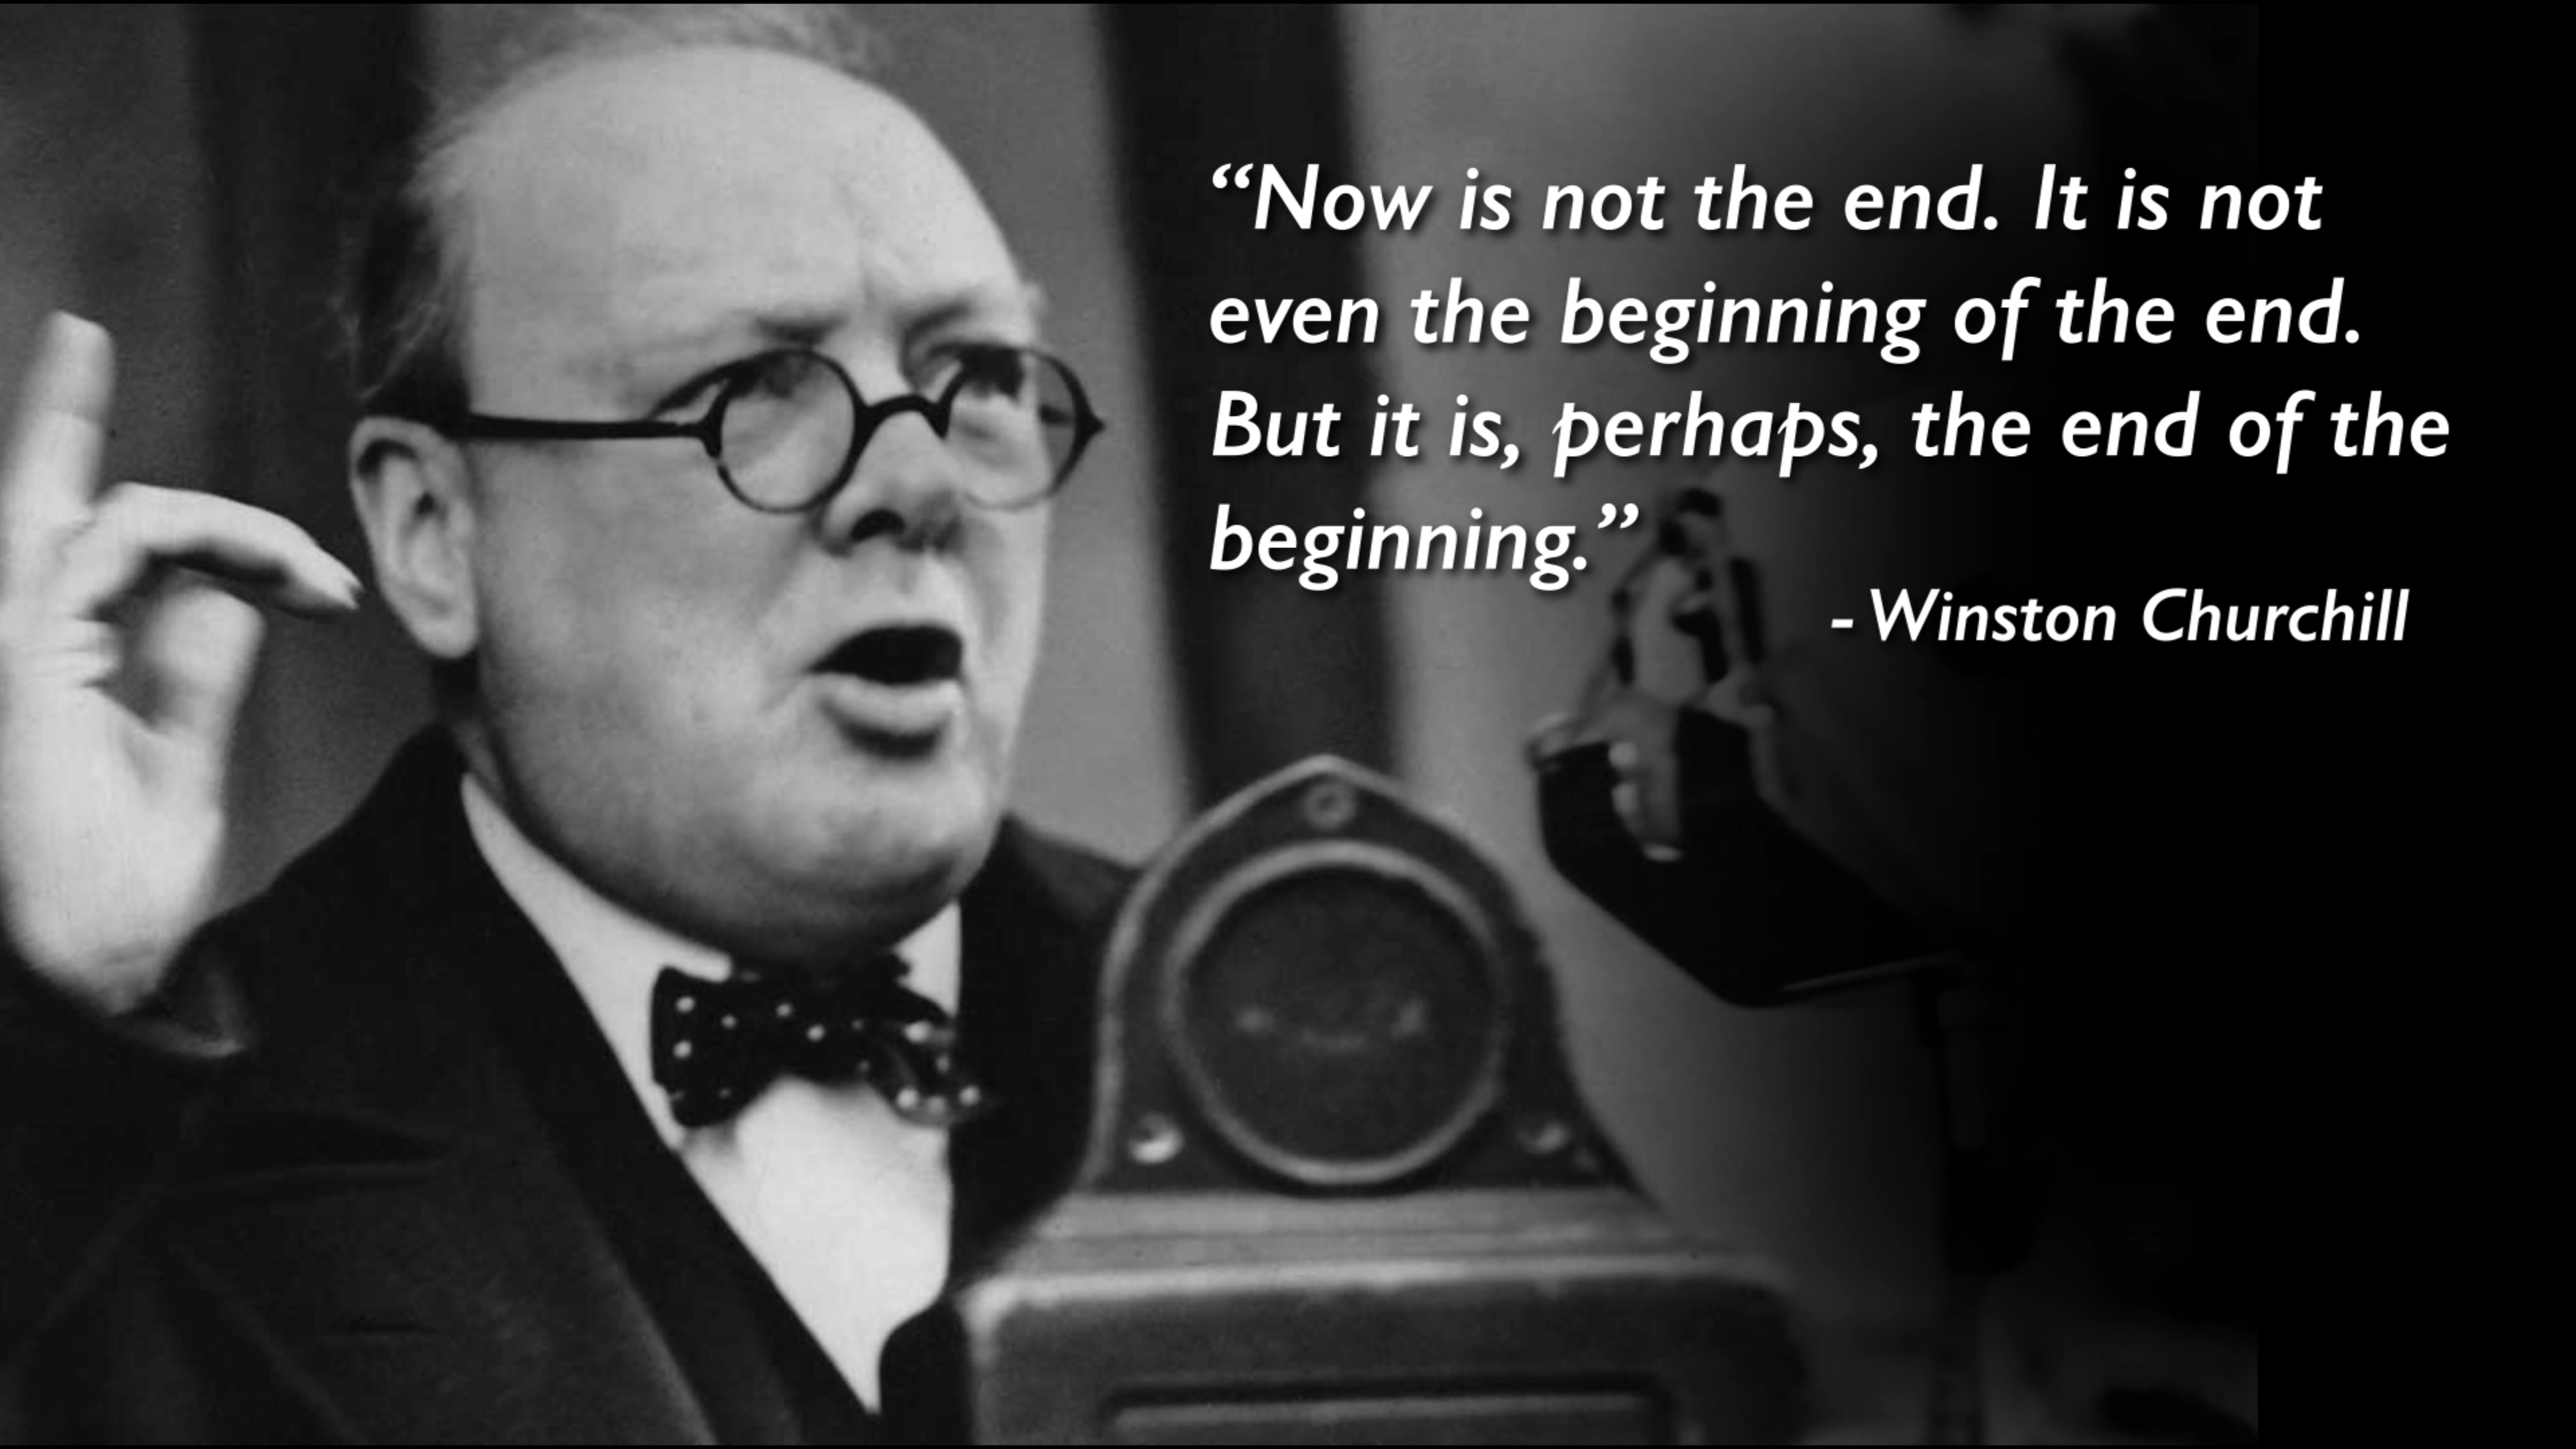 “Now is not the end. It is not
even the beginning of the end.
But it is, perhaps, the end of the
beginning.”
- Winston Churchill